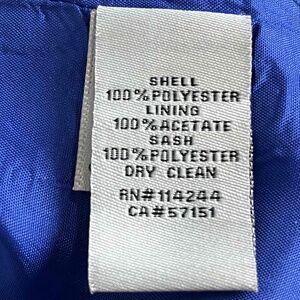 SHELL
100%POLYESTER
LINING
100%ACETATE
SASH
100%POLYESTER
DRY CLEAN
RN#114244
CA#57151